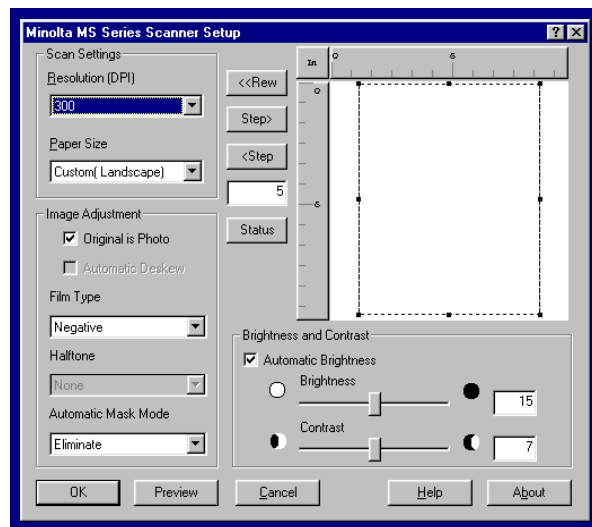 Minolta MS Series Scanner Setup
Scan Settings
Resolution (DPI)
300
Paper Size
Custom( Landscape)
<<Rew
Step>
<Step
5
Status
In
0 6
0
6
Image Adjustment
Original is Photo
Automatic Deskew
Film Type
Negative
Halftone
None
Automatic Mask Mode
Eliminate
Brightness and Contrast
Automatic Brightness
Brightness
15
Contrast
7
OK Preview Cancel Help About